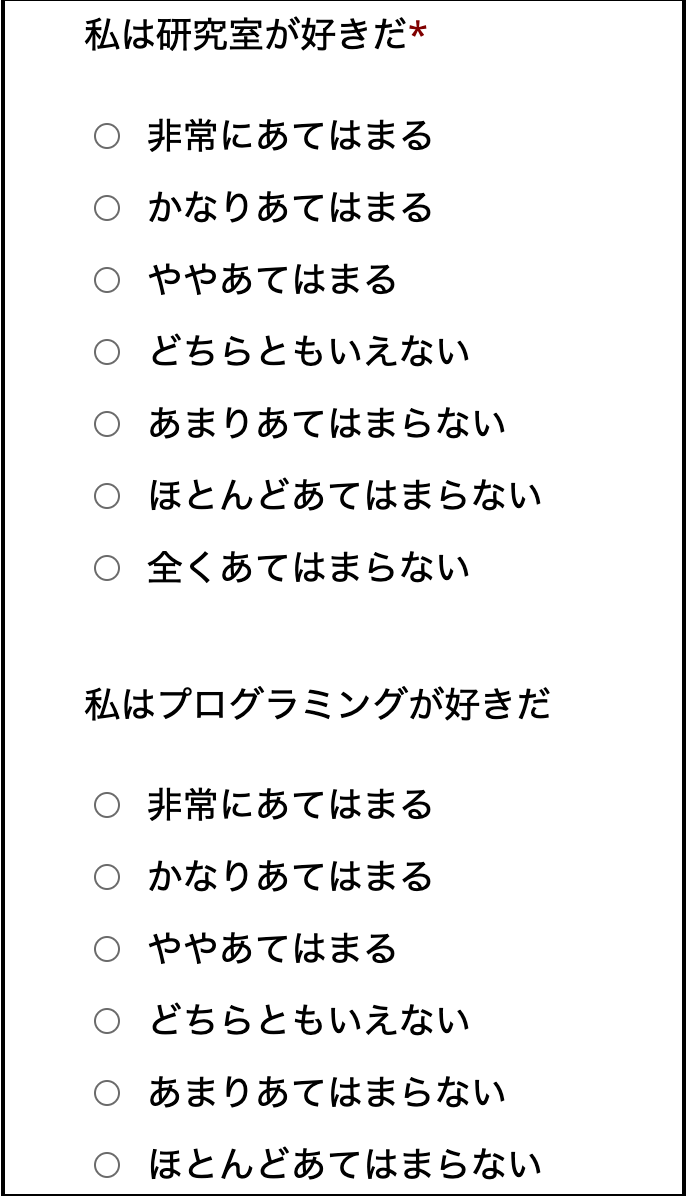 私は研究室が好きだ*
非常にあてはまる
かなりあてはまる
ややあてはまる
どちらともいえない
あまりあてはまらない
ほとんどあてはまらない
全くあてはまらない
私はプログラミングが好きだ
非常にあてはまる
かなりあてはまる
ややあてはまる
どちらともいえない
あまりあてはまらない
ほとんどあてはまらない